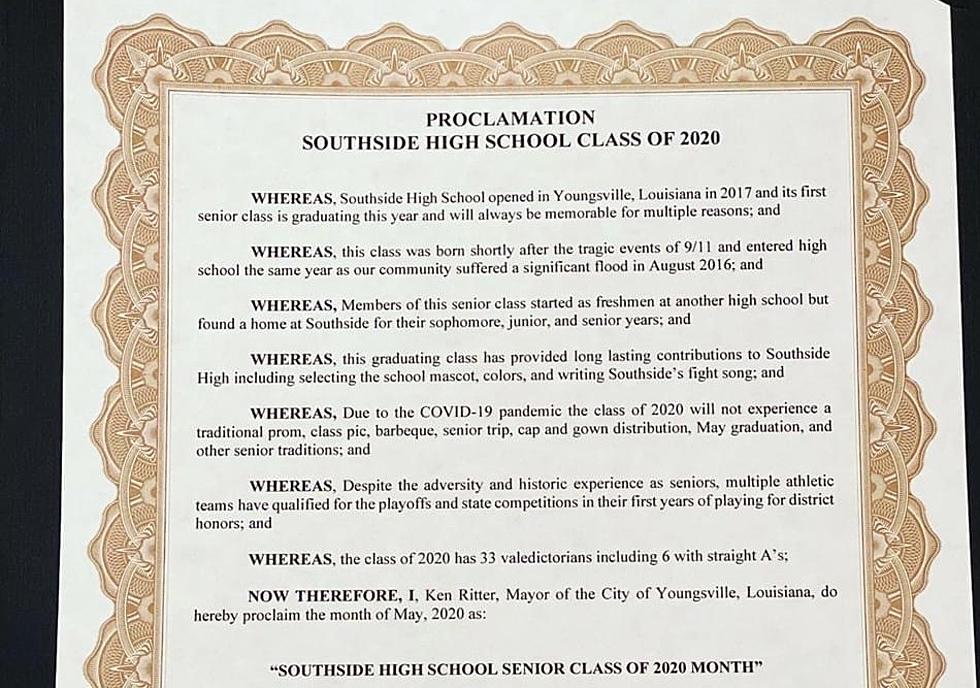 PROCLAMATION
SOUTHSIDE HIGH SCHOOL CLASS OF 2020
WHEREAS, Southside High School opened in Youngsville, Louisiana in 2017 and its first
senior class is graduating this year and will always be memorable for multiple reasons; and
WHEREAS, this class was born shortly after the tragic events of 9/11 and entered high
school the same year as our community suffered a significant flood in August 2016; and
WHEREAS, Members of this senior class started as freshmen at another high school but
found a home at Southside for their sophomore, junior, and senior years; and
WHEREAS, this graduating class has provided long lasting contributions to Southside
High including selecting the school mascot, colors, and writing Southside's fight song; and
WHEREAS, Due to the COVID-19 pandemic the class of 2020 will not experience a
traditional prom, class pic, barbeque, senior trip, cap and gown distribution, May graduation, and
other senior traditions; and
WHEREAS, Despite the adversity and historic experience as seniors, multiple athletic
teams have qualified for the playoffs and state competitions in their first years of playing for district
honors; and
WHEREAS, the class of 2020 has 33 valedictorians including 6 with straight A's;
NOW THEREFORE, I, Ken Ritter, Mayor of the City of Youngsville, Louisiana, do
hereby proclaim the month of May, 2020 as:
“SOUTHSIDE HIGH SCHOOL SENIOR CLASS OF 2020 MONTH”